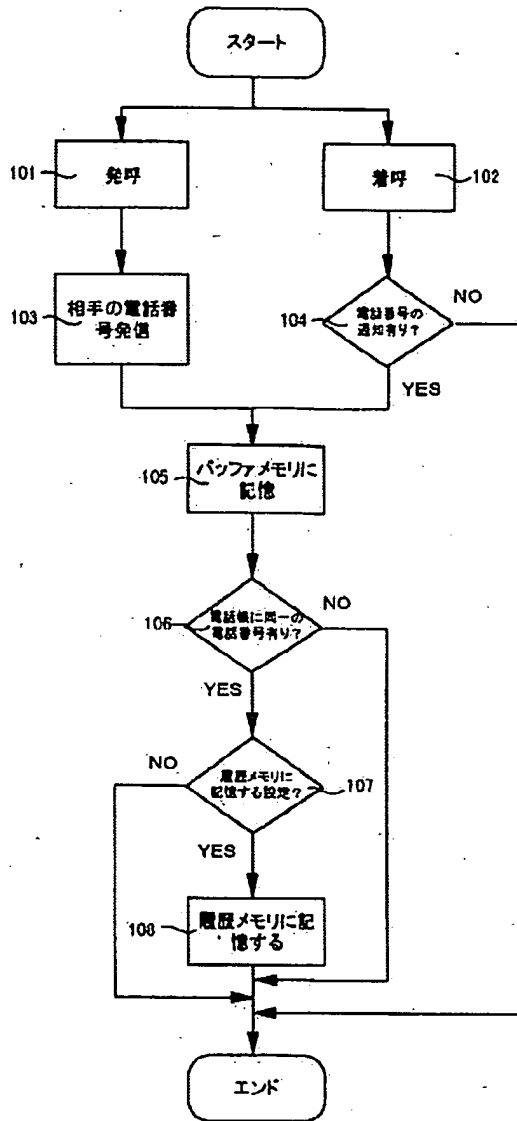 スタート
101
発呼
着呼
102
103
相手の電話番
号発信
104
電話番号の
通知有り?
NO
YES
105
バッファメモリに
記憶
106
電話帳に同一の
電話番号有り?
NO
YES
NO
履歴メモリに
記憶する設定?
107
YES
108
履歴メモリに記
憶する
エンド